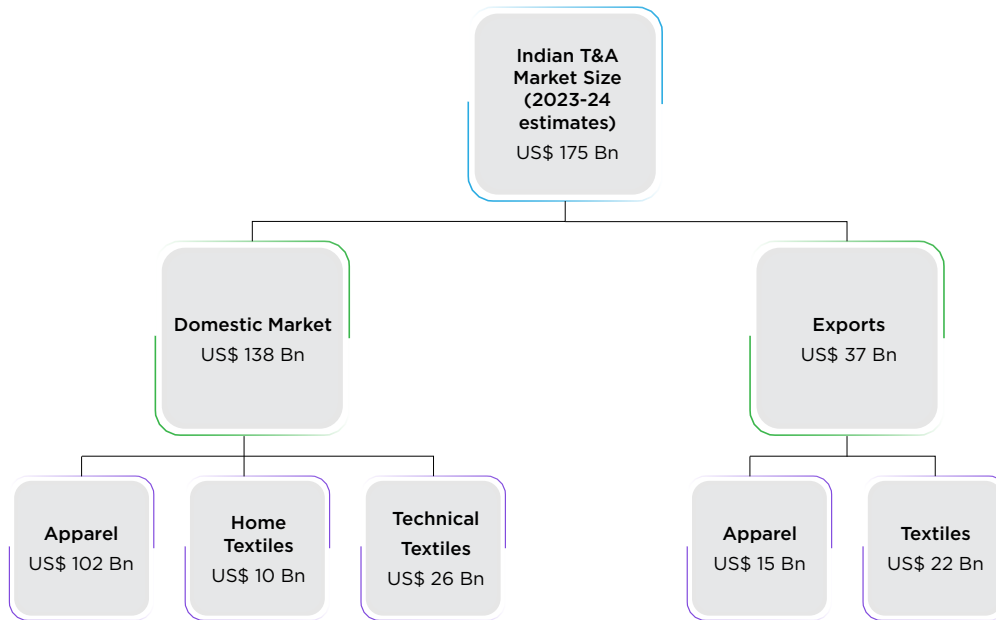 Indian T&A
Market Size
(2023-24
estimates)
US$ 175 Bn
Domestic Market
US$ 138 Bn
Exports
US$ 37 Bn
Apparel
US$ 102 Bn
Home
Textiles
US$ 10 Bn
Technical
Textiles
US$ 26 Bn
Apparel
US$ 15 Bn
Textiles
US$ 22 Bn